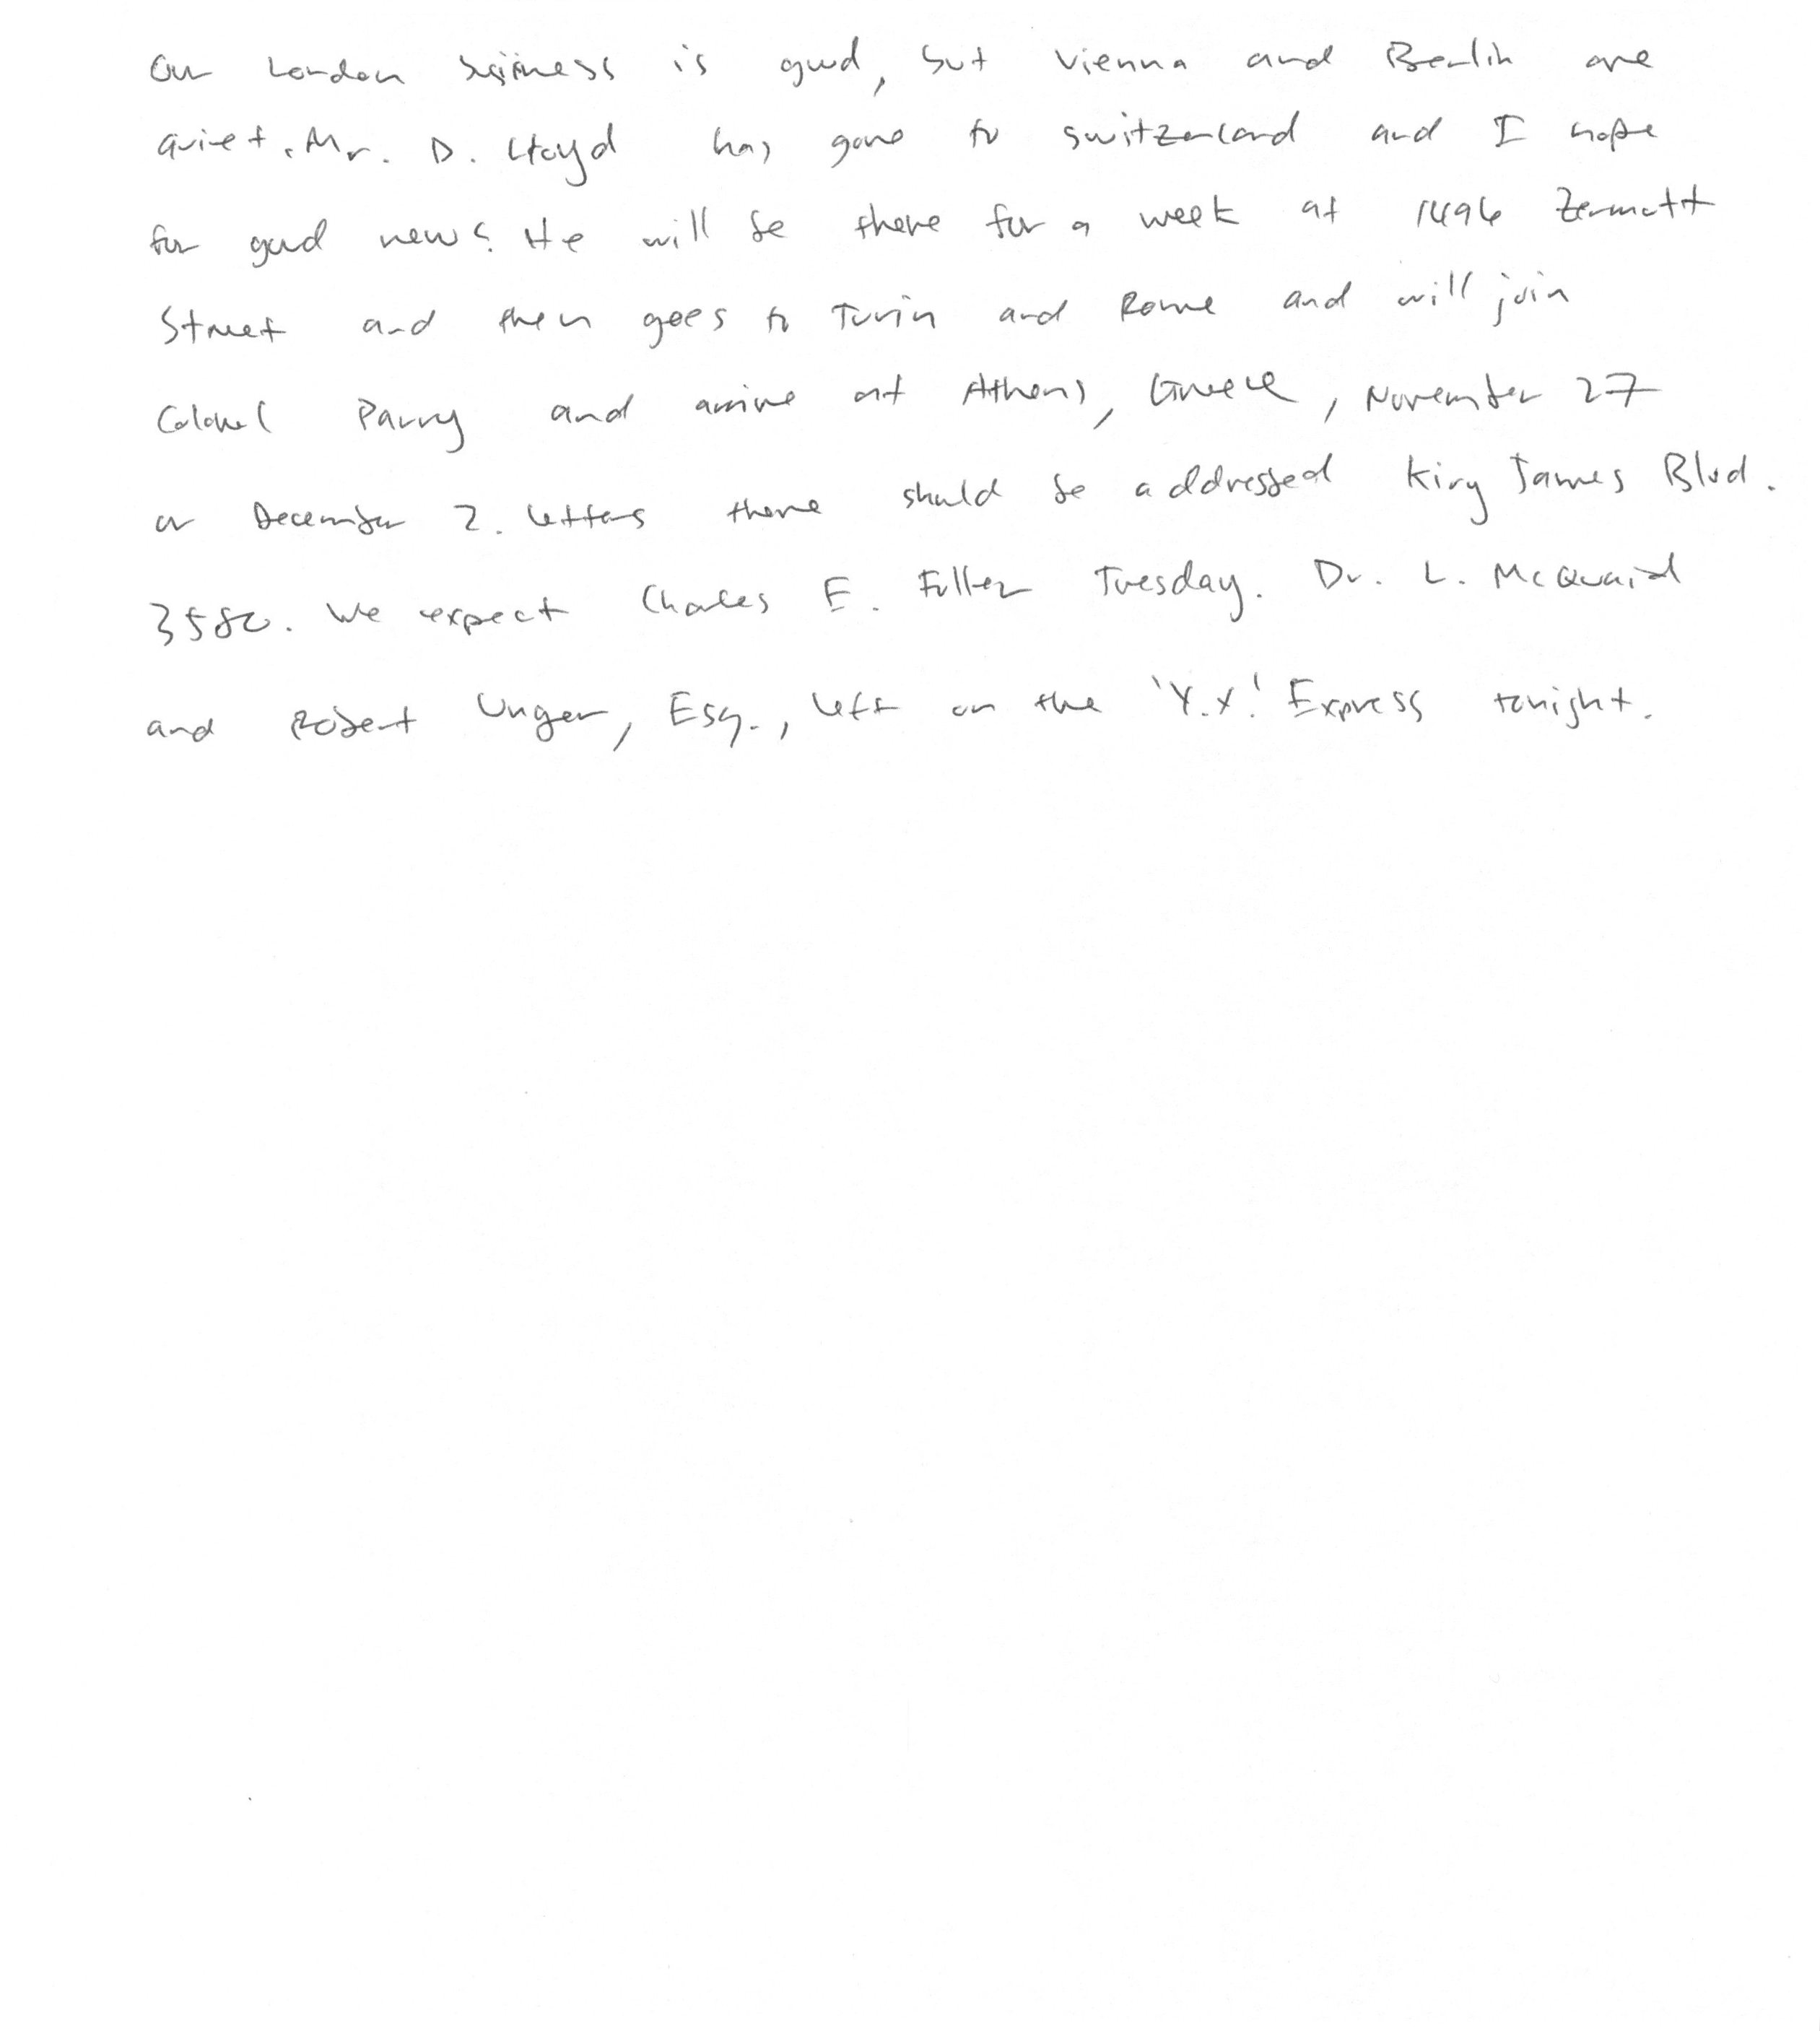 Our London business is good, but Vienna and Berlin are
quiet. Mr. D. Lloyd has gone to Switzerland and I hope
for good news. He will be there for a week at 1496 Zermott
Street and then goes to Turin and Rome and will join
Colonel Parry and arrive at Athens, Greece, November 27
or December 2. Letters there should be addressed King James Blvd.
3580. We expect Charles E. Fuller Tuesday. Dr. L. McQuaid
and Robert Unger, Esq., left on the 'Y.X.' Express tonight.